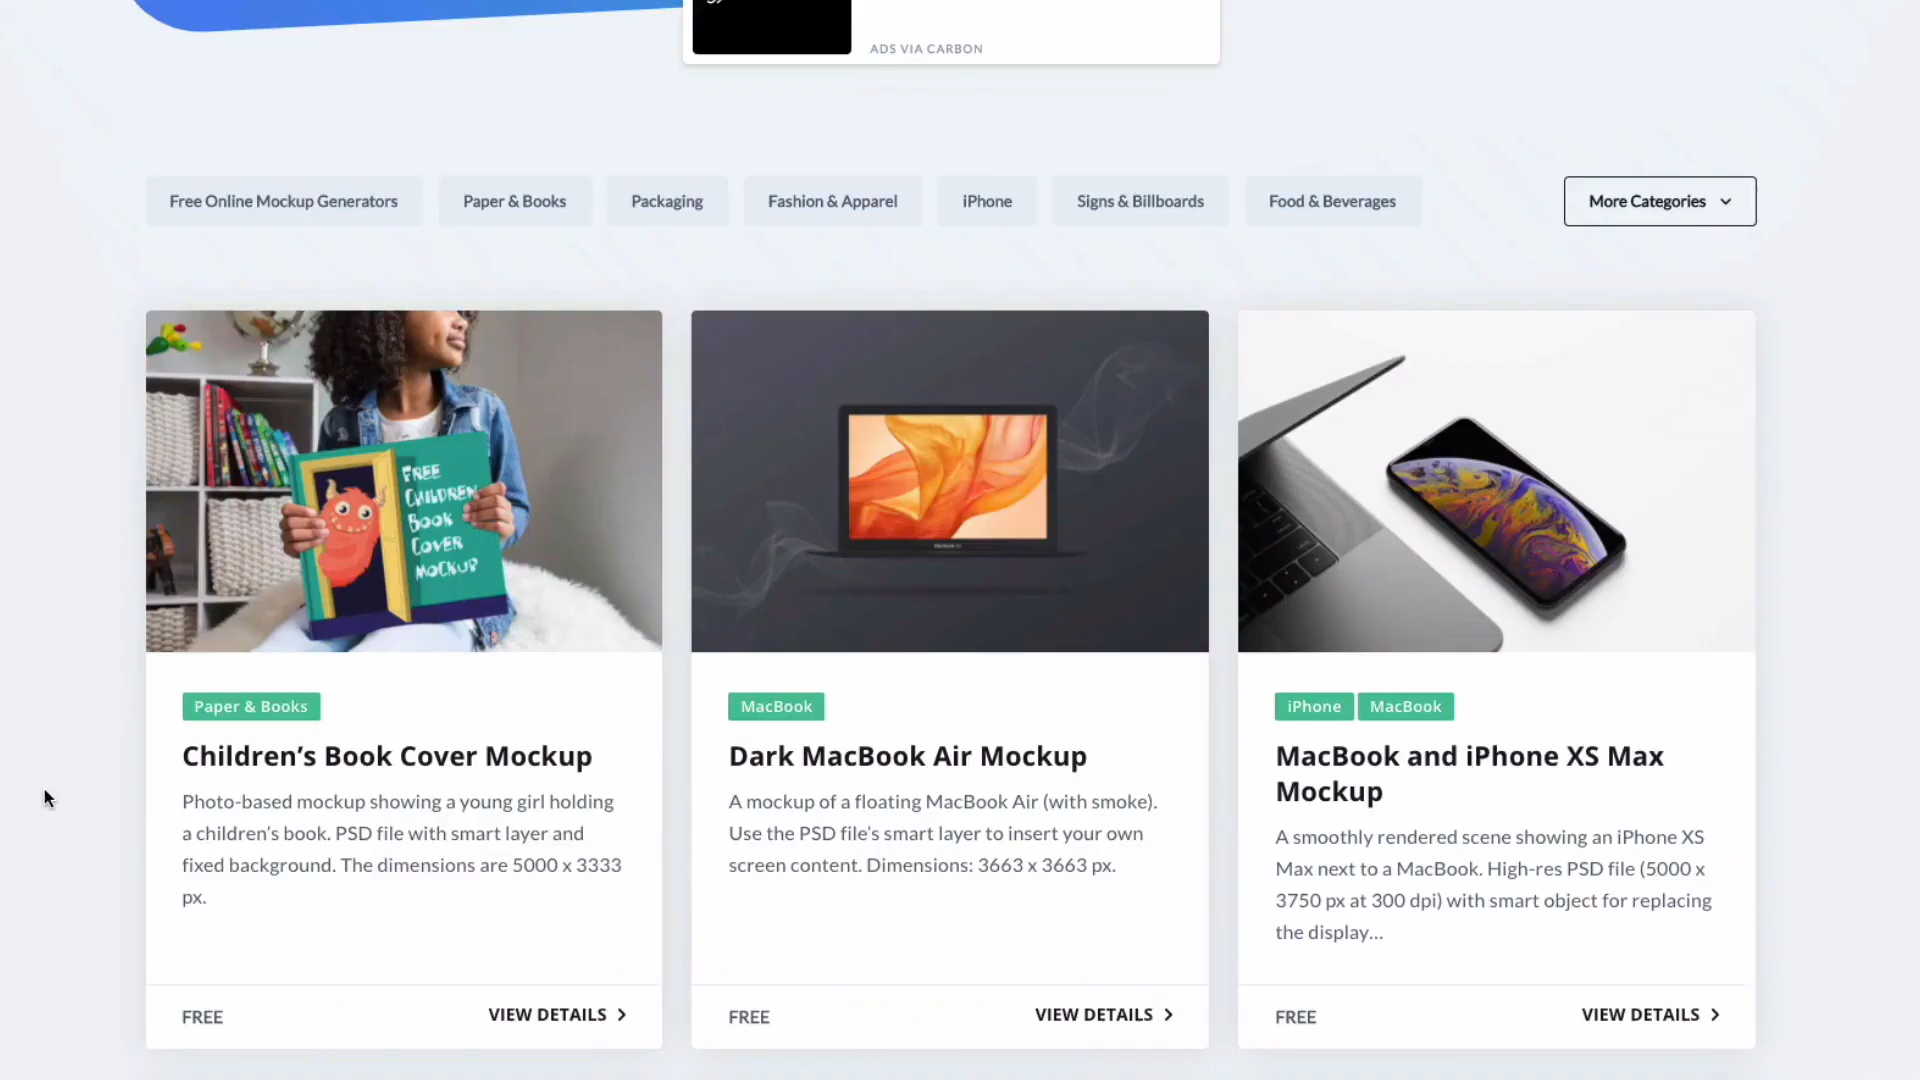 ADS VIA CARBON
Free Online Mockup Generators
Paper & Books
Packaging
Fashion & Apparel
iPhone
Signs & Billboards
Food & Beverages
More Categories
FREE
CHILDREN
BOOK
COVER
MOCKUP
Paper & Books
Children’s Book Cover Mockup
Photo-based mockup showing a young girl holding
a children’s book. PSD file with smart layer and
fixed background. The dimensions are 5000 x 3333
px.
FREE
VIEW DETAILS
MacBook
Dark MacBook Air Mockup
A mockup of a floating MacBook Air (with smoke).
Use the PSD file’s smart layer to insert your own
screen content. Dimensions: 3663 x 3663 px.
FREE
VIEW DETAILS
iPhone
MacBook
MacBook and iPhone XS Max
Mockup
A smoothly rendered scene showing an iPhone XS
Max next to a MacBook. High-res PSD file (5000 x
3750 px at 300 dpi) with smart object for replacing
the display...
FREE
VIEW DETAILS